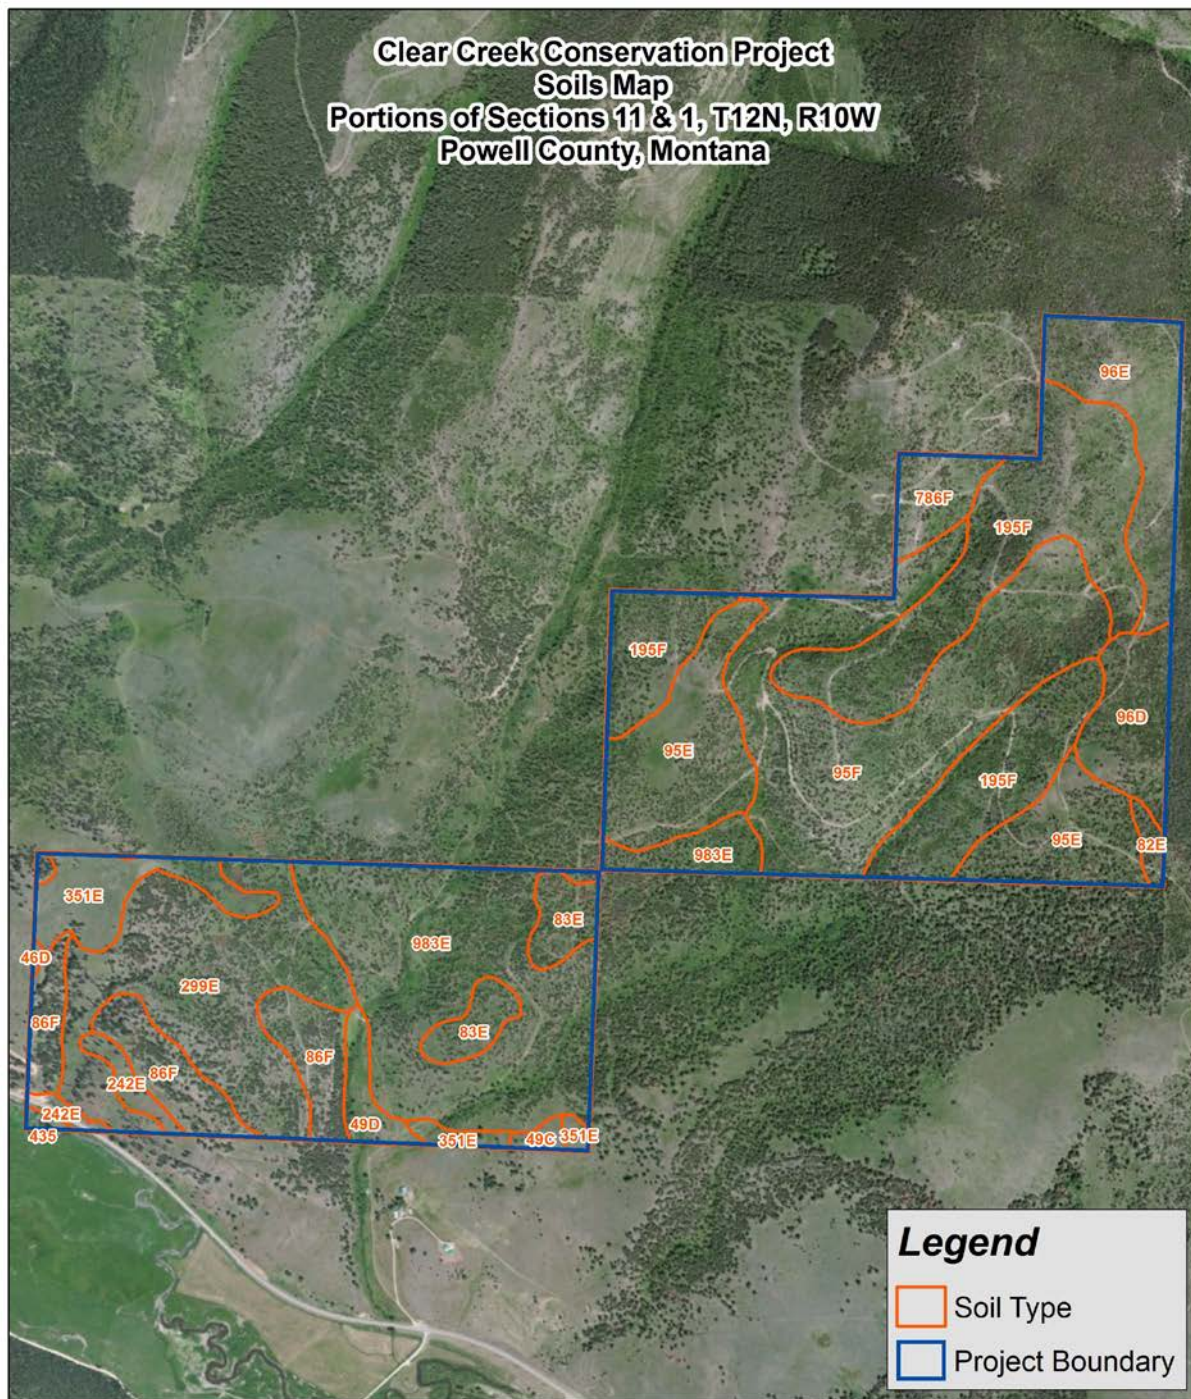 Clear Creek Conservation Project
Soils Map
Portions of Sections 11 & 1, T12N, R10W
Powell County, Montana
96E
786F
195F
195F
96D
95E
95F
195F
95E
82E
983E
351E
83E
983E
46D
299E
86F
83E
86F
86F
242E
242E
49D
435
351E
49C
351E
Legend
Soil Type
Project Boundary